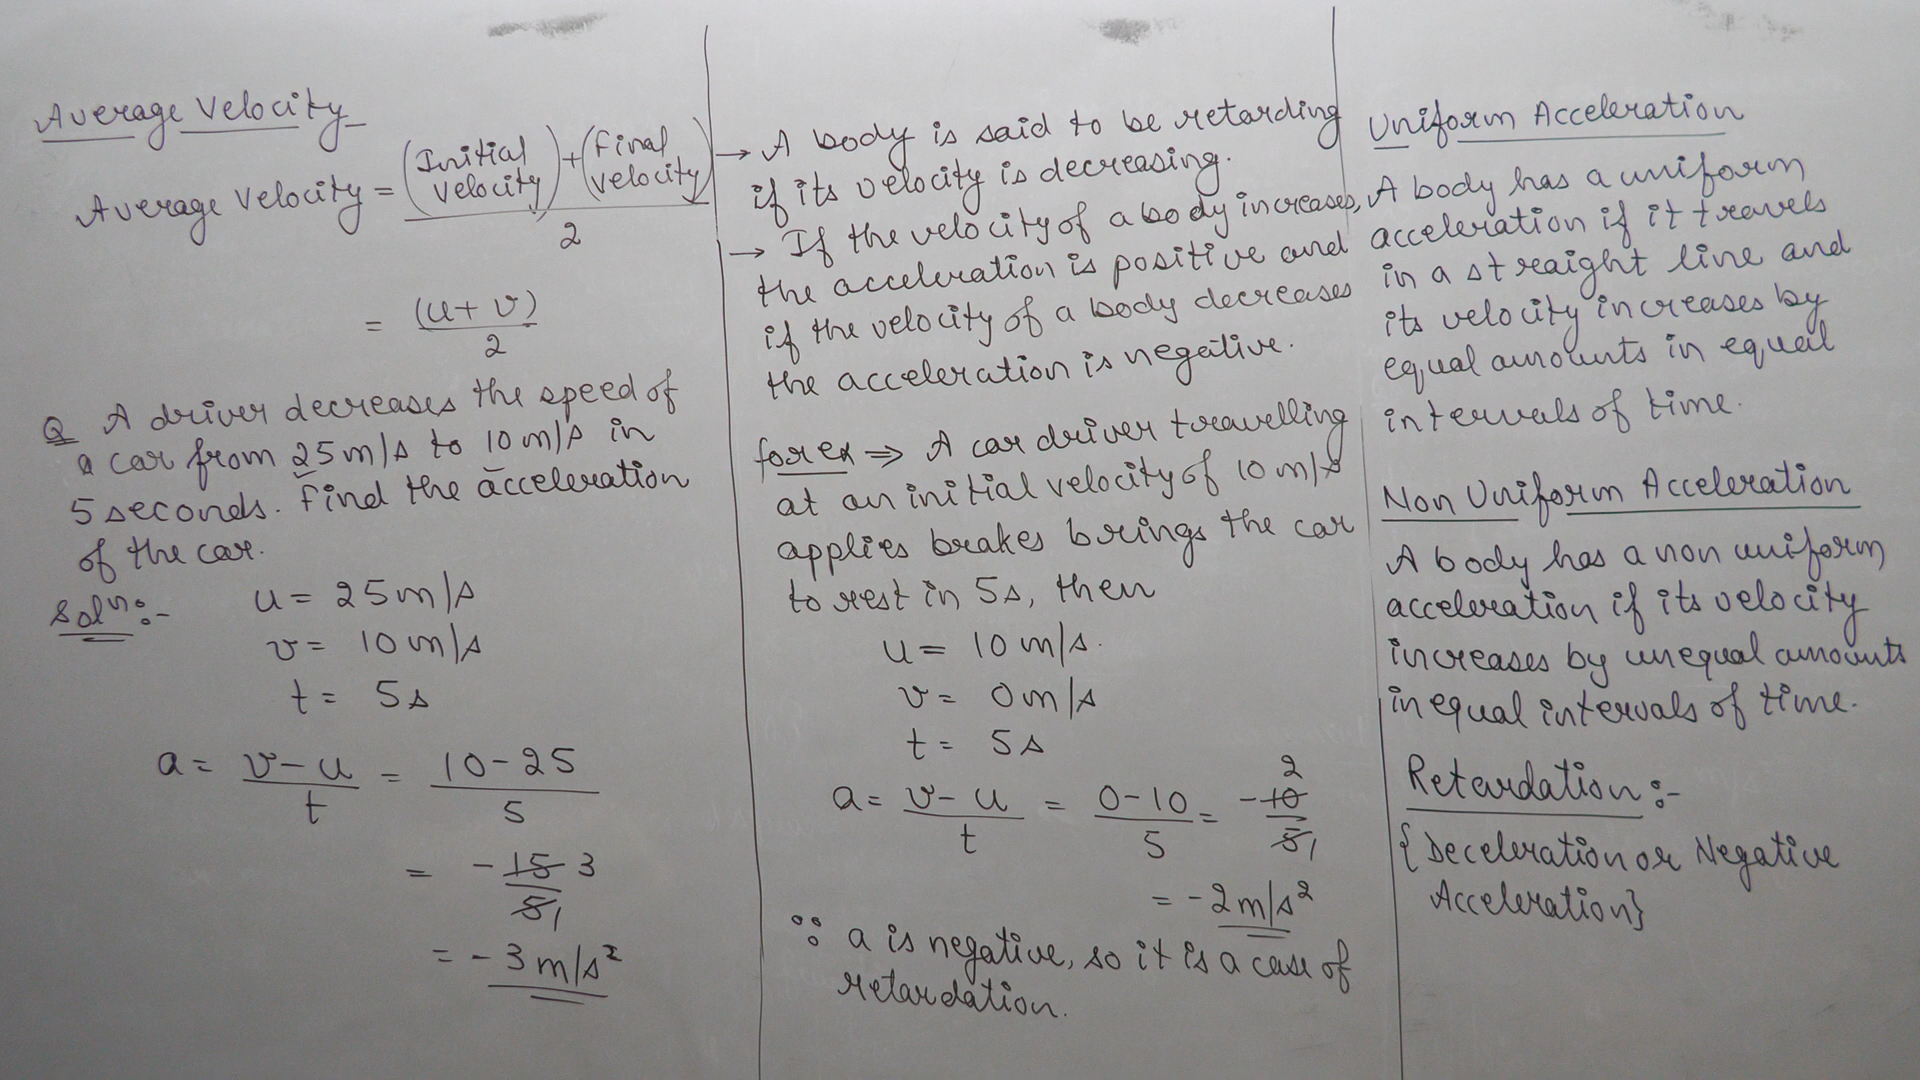 Average Velocity
Average Velocity = (Initial Velocity) + (Final Velocity) / 2
= (u + v) / 2
Q A driver decreases the speed of
a car from 25 m/s to 10 m/s in
5 seconds. Find the acceleration
of the car.
Solⁿ:- u = 25 m/s
v = 10 m/s
t = 5s
a = v - u / t = 10 - 25 / 5
= -15 3 / 5 1
= -3 m/s²
→ A body is said to be retarding
if its velocity is decreasing.
→ If the velocity of a body increases,
the acceleration is positive and
if the velocity of a body decreases
the acceleration is negative.
for ex ⇒ A car driver travelling
at an initial velocity of 10 m/s
applies brakes brings the car
to rest in 5s, then
u = 10 m/s.
v = 0 m/s
t = 5s
a = v - u / t = 0 - 10 / 5 = -10 2 / 5 1
= -2 m/s²
∵ a is negative, so it is a case of
retardation.
Uniform Acceleration
A body has a uniform
acceleration if it travels
in a straight line and
its velocity increases by
equal amounts in equal
intervals of time.
Non Uniform Acceleration
A body has a non uniform
acceleration if its velocity
increases by unequal amounts
in equal intervals of time.
Retardation :-
{Deceleration or Negative
Acceleration}